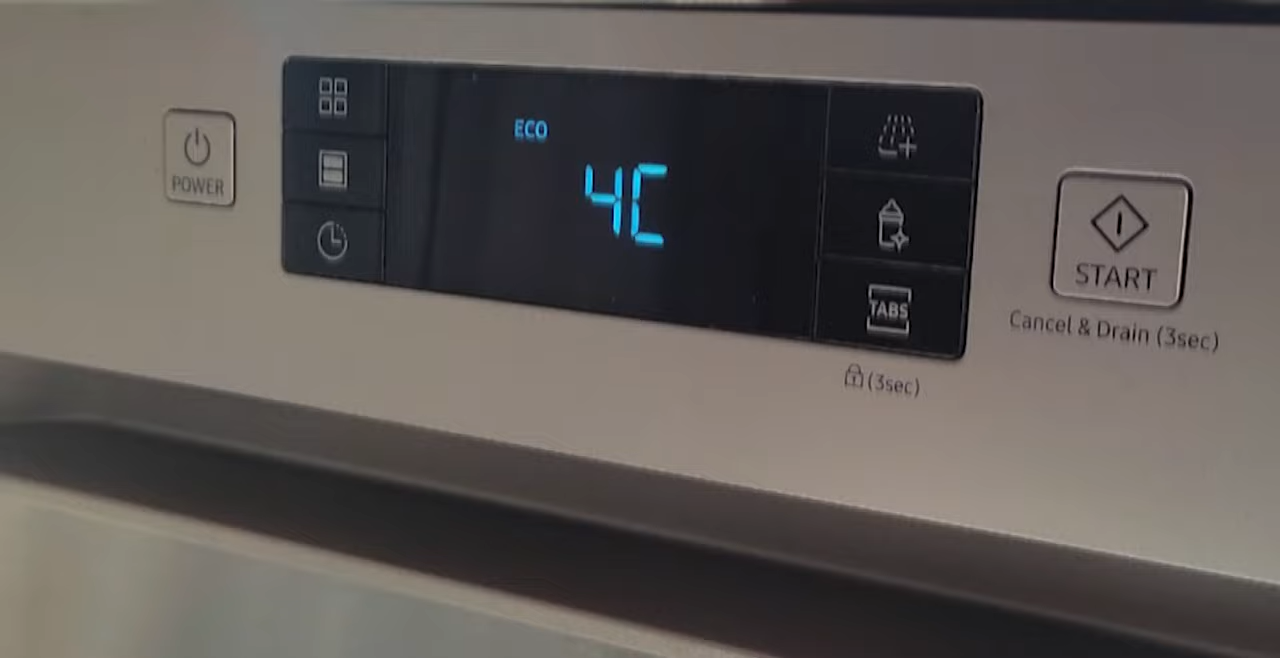 POWER
ECO
4C
TABS
(3sec)
START
Cancel & Drain (3sec)